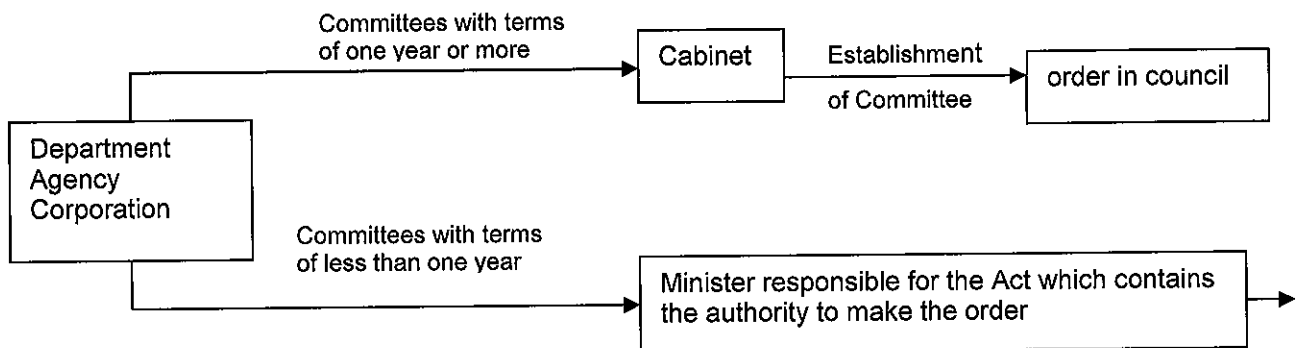 Committees with terms
of one year or more
Cabinet
Establishment
of Committee
order in council
Department
Agency
Corporation
Committees with terms
of less than one year
Minister responsible for the Act which contains
the authority to make the order